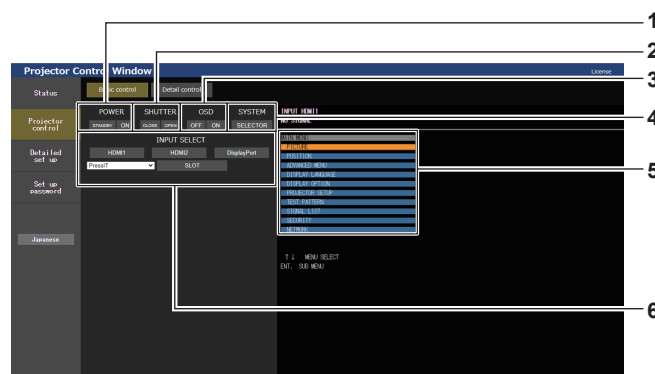 1
2
Projector Control Window
License
3
Status
Basic control
Detail control
POWER
SHUTTER
OSD
SYSTEM
INPUT HDMI1
4
Projector
control
STANDBY
ON
CLOSE
OPEN
OFF
ON
SELECTOR
NO SIGNAL
INPUT SELECT
MAIN MENU
PICTURE
HDMI1
HDMI2
DisplayPort
POSITION
5
Detailed
set up
PressIT
SLOT
ADVANCED MENU
DISPLAY LANGUAGE
DISPLAY OPTION
PROJECTOR SETUP
Set up
password
TEST PATTERN
SIGNAL LIST
SECURITY
NETWORK
Japanese
↑↓ MENU SELECT
ENT. SUB MENU
6